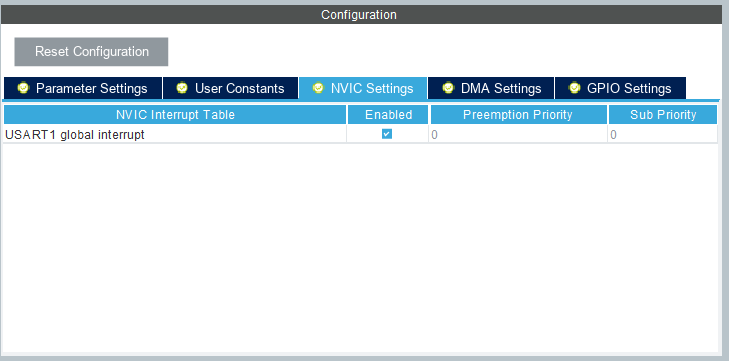 Configuration
Reset Configuration
Parameter Settings User Constants NVIC Settings DMA Settings GPIO Settings
NVIC Interrupt Table Enabled Preemption Priority Sub Priority
USART1 global interrupt 0 0